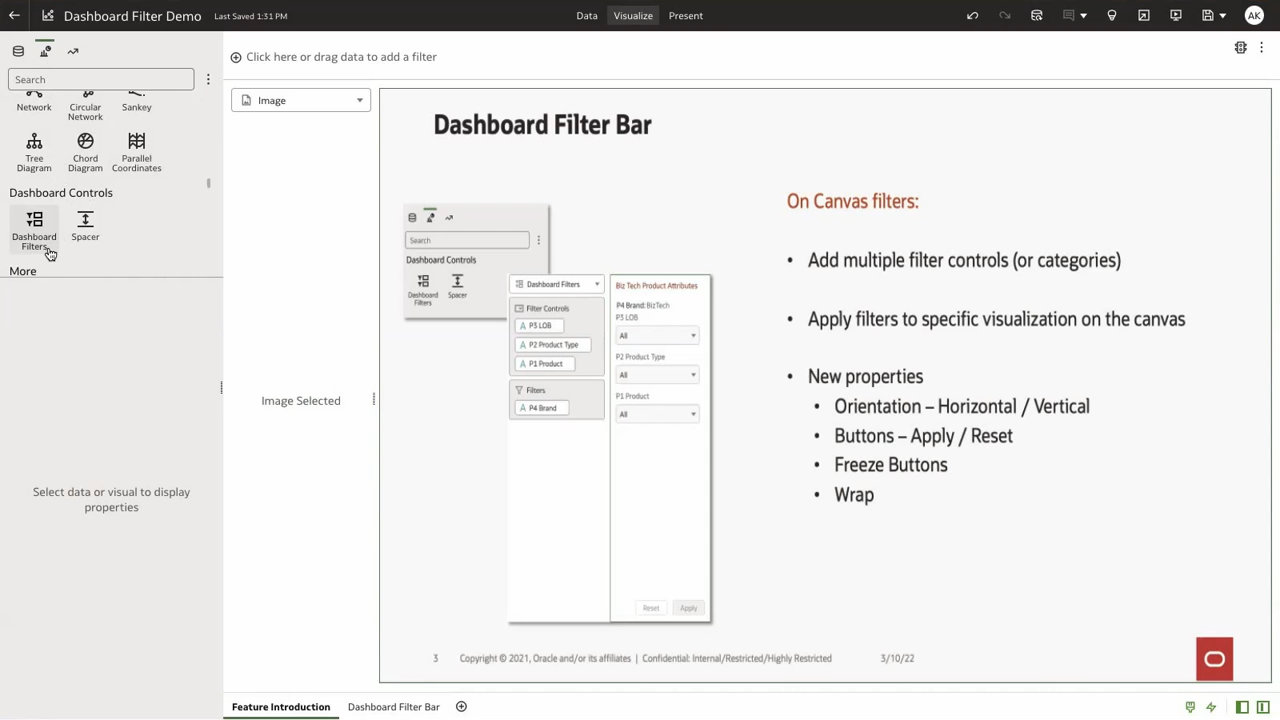 Dashboard Filter Demo
Last Saved 1:31 PM
Data
Visualize
Present
AK
Search
Network
Circular
Network
Sankey
Tree
Diagram
Chord
Diagram
Parallel
Coordinates
Dashboard Controls
Dashboard
Filters
Spacer
More
Select data or visual to display
properties
Click here or drag data to add a filter
Image
Image Selected
Dashboard Filter Bar
Search
Dashboard Controls
Dashboard
Filters
Spacer
Dashboard Filters
Filter Controls
A P3 LOB
A P2 Product Type
A P1 Product
Filters
A P4 Brand
Biz Tech Product Attributes
P4 Brand: BizTech
P3 LOB
All
P2 Product Type
All
P1 Product
All
Reset
Apply
On Canvas filters:
• Add multiple filter controls (or categories)
• Apply filters to specific visualization on the canvas
• New properties
• Orientation – Horizontal / Vertical
• Buttons – Apply / Reset
• Freeze Buttons
• Wrap
3 Copyright © 2021, Oracle and/or its affiliates | Confidential: Internal/Restricted/Highly Restricted 3/10/22
Feature Introduction
Dashboard Filter Bar